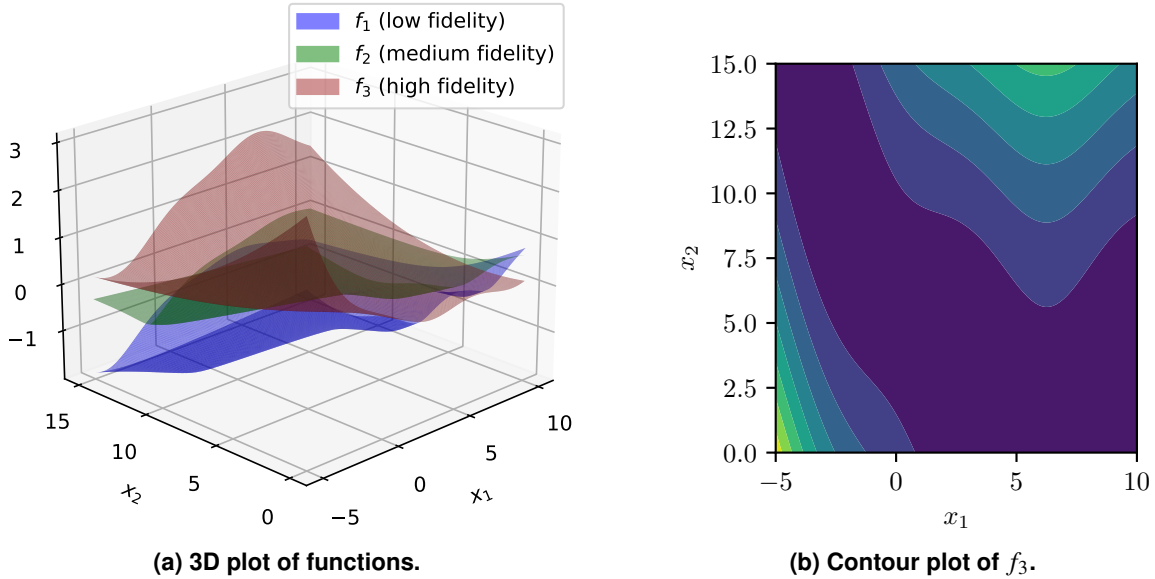 f₁ (low fidelity)
f₂ (medium fidelity)
f₃ (high fidelity)
3
2
1
0
−1
15
10
5
0
x₂
−5
0
5
10
x₁
15.0
12.5
10.0
7.5
5.0
2.5
0.0
x₂
−5
0
5
10
x₁
(a) 3D plot of functions.
(b) Contour plot of f₃.